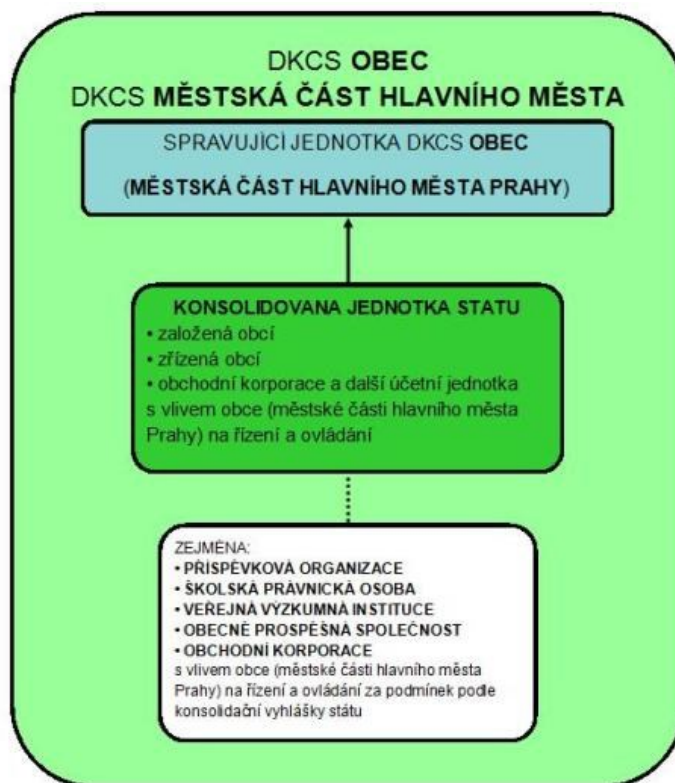 DKCS OBEC
DKCS MĚSTSKÁ ČÁST HLAVNÍHO MĚSTA
SPRAVUJÍCÍ JEDNOTKA DKCS OBEC
(MĚSTSKÁ ČÁST HLAVNÍHO MĚSTA PRAHY)
KONSOLIDOVANA JEDNOTKA STATU
• založená obcí
• zřízená obcí
• obchodní korporace a další účetní jednotka
s vlivem obce (městské části hlavního města
Prahy) na řízení a ovládání
ZEJMÉNA:
• PŘÍSPĚVKOVÁ ORGANIZACE
• ŠKOLSKÁ PRÁVNICKÁ OSOBA
• VEŘEJNÁ VÝZKUMNÁ INSTITUCE
• OBECNĚ PROSPĚŠNÁ SPOLEČNOST
• OBCHODNÍ KORPORACE
s vlivem obce (městské části hlavního města
Prahy) na řízení a ovládání za podmínek podle
konsolidační vyhlášky státu